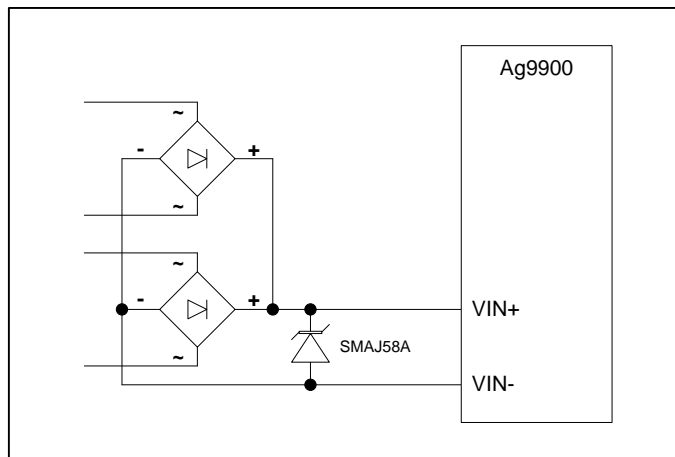 Ag9900
~
- +
~
~
- +
VIN+
SMAJ58A
~
VIN-